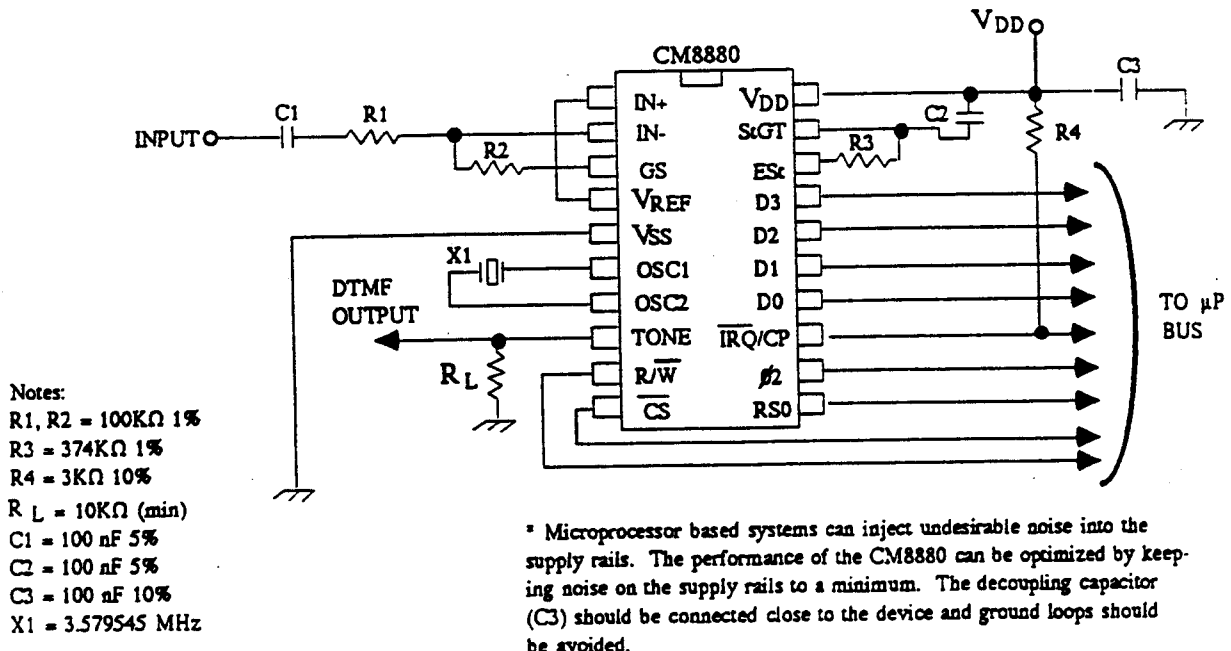 VDD
CM8880
C3
C1
R1
INPUT
R2
IN+
IN-
GS
VREF
VSS
OSC1
OSC2
TONE
R/W̅
C̅S̅
VDD
StGT
ESt
D3
D2
D1
D0
I̅R̅Q̅/CP
ø2
RS0
C2
R3
R4
X1
DTMF
OUTPUT
RL
TO µP
BUS
Notes:
R1, R2 = 100KΩ 1%
R3 = 374KΩ 1%
R4 = 3KΩ 10%
R L = 10KΩ (min)
C1 = 100 nF 5%
C2 = 100 nF 5%
C3 = 100 nF 10%
X1 = 3.579545 MHz
* Microprocessor based systems can inject undesirable noise into the
supply rails. The performance of the CM8880 can be optimized by keep-
ing noise on the supply rails to a minimum. The decoupling capacitor
(C3) should be connected close to the device and ground loops should
be avoided.